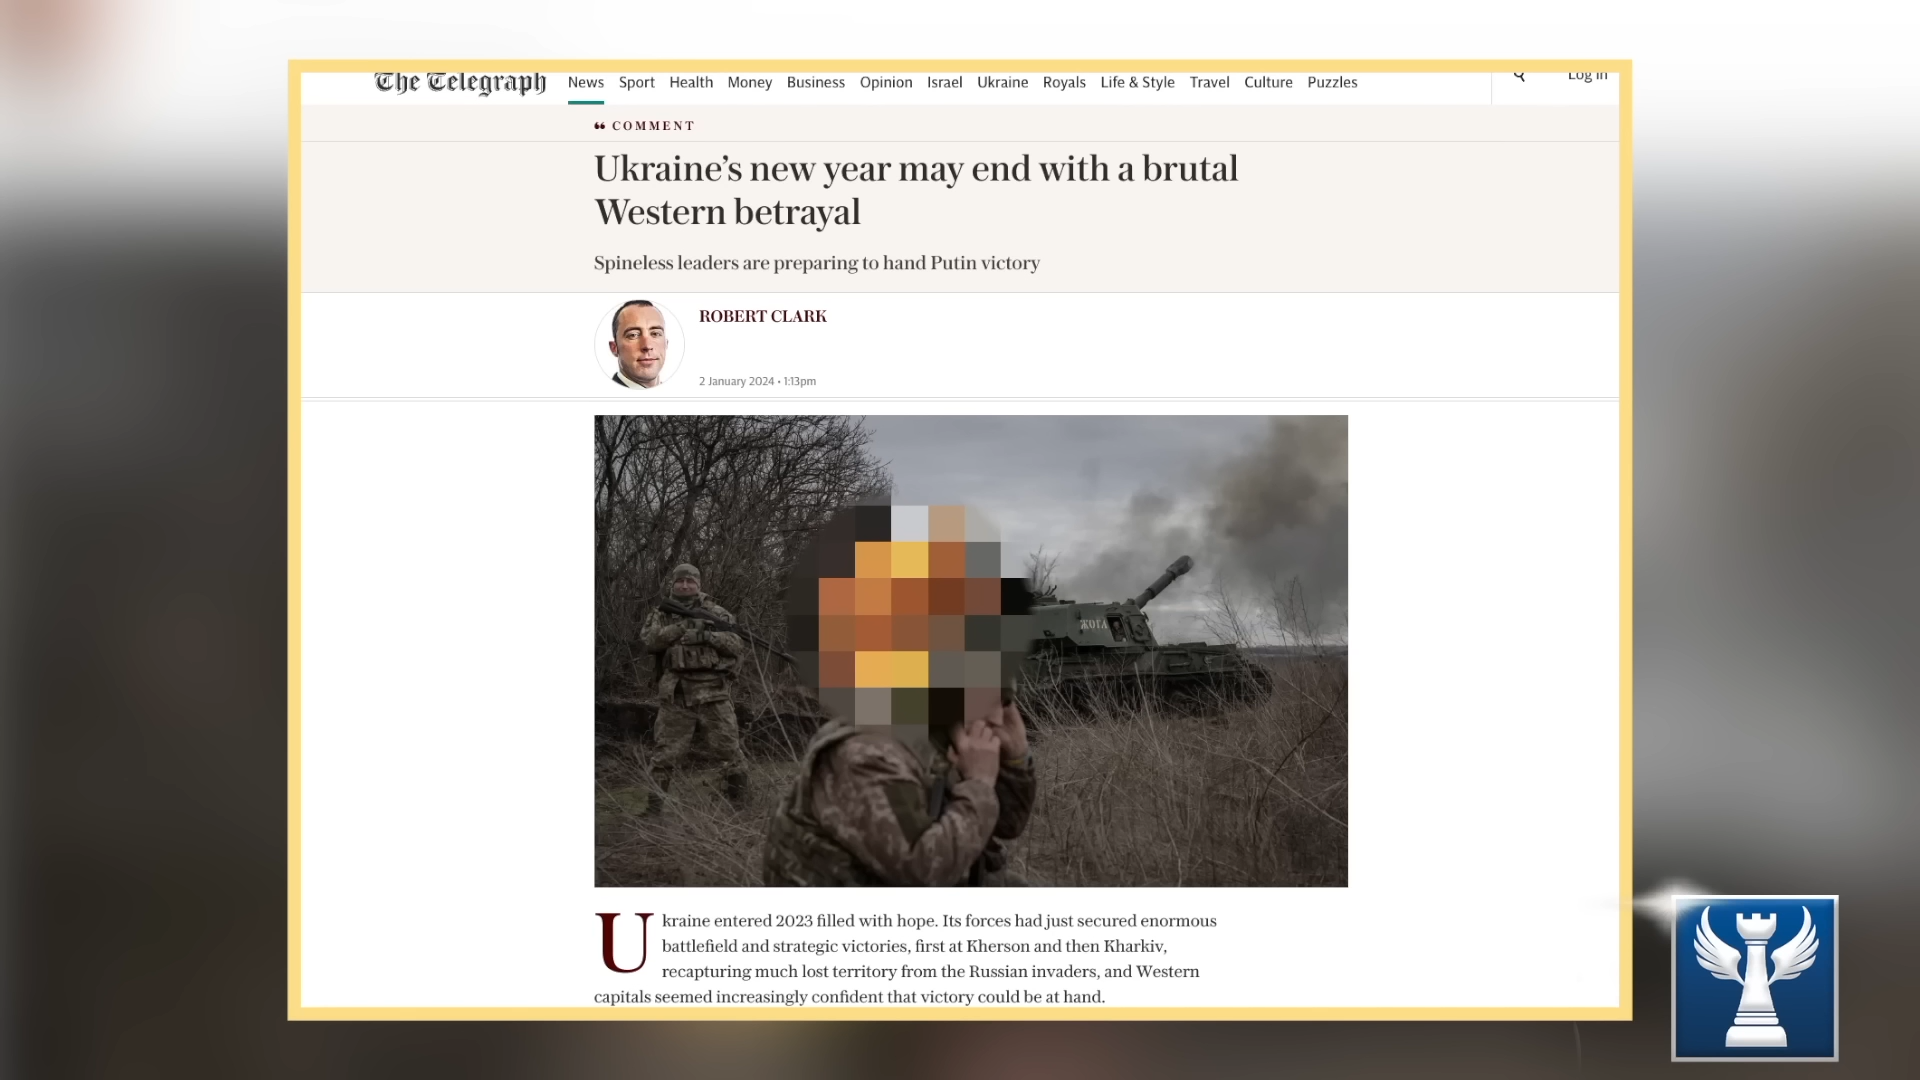 The Telegraph
News Sport Health Money Business Opinion Israel Ukraine Royals Life & Style Travel Culture Puzzles
Log in
COMMENT
Ukraine’s new year may end with a brutal
Western betrayal
Spineless leaders are preparing to hand Putin victory
ROBERT CLARK
2 January 2024 • 1:13pm
ЖОГА
Ukraine entered 2023 filled with hope. Its forces had just secured enormous
battlefield and strategic victories, first at Kherson and then Kharkiv,
recapturing much lost territory from the Russian invaders, and Western
capitals seemed increasingly confident that victory could be at hand.